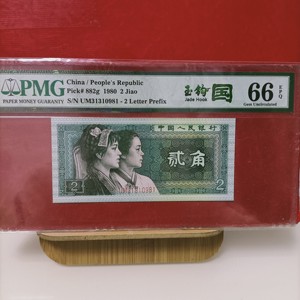 PMG
PAPER MONEY GUARANTY
China / People's Republic
Pick# 882g 1980 2 Jiao
S/N UM31310981 - 2 Letter Prefix
玉钩国
Jade Hook
66 EPQ
Gem Uncirculated
中国人民银行
贰角
UM31310981
2
2